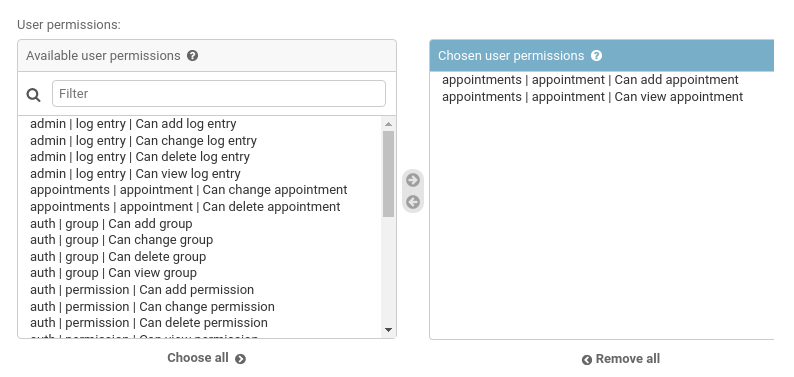 User permissions:
Available user permissions ?
Filter
admin | log entry | Can add log entry
admin | log entry | Can change log entry
admin | log entry | Can delete log entry
admin | log entry | Can view log entry
appointments | appointment | Can change appointment
appointments | appointment | Can delete appointment
auth | group | Can add group
auth | group | Can change group
auth | group | Can delete group
auth | group | Can view group
auth | permission | Can add permission
auth | permission | Can change permission
auth | permission | Can delete permission
auth | permission | Can view permission
Choose all
Chosen user permissions ?
appointments | appointment | Can add appointment
appointments | appointment | Can view appointment
Remove all